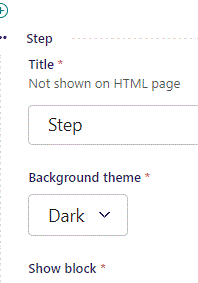 Step
Title *
Not shown on HTML page
Step
Background theme *
Dark
Show block *